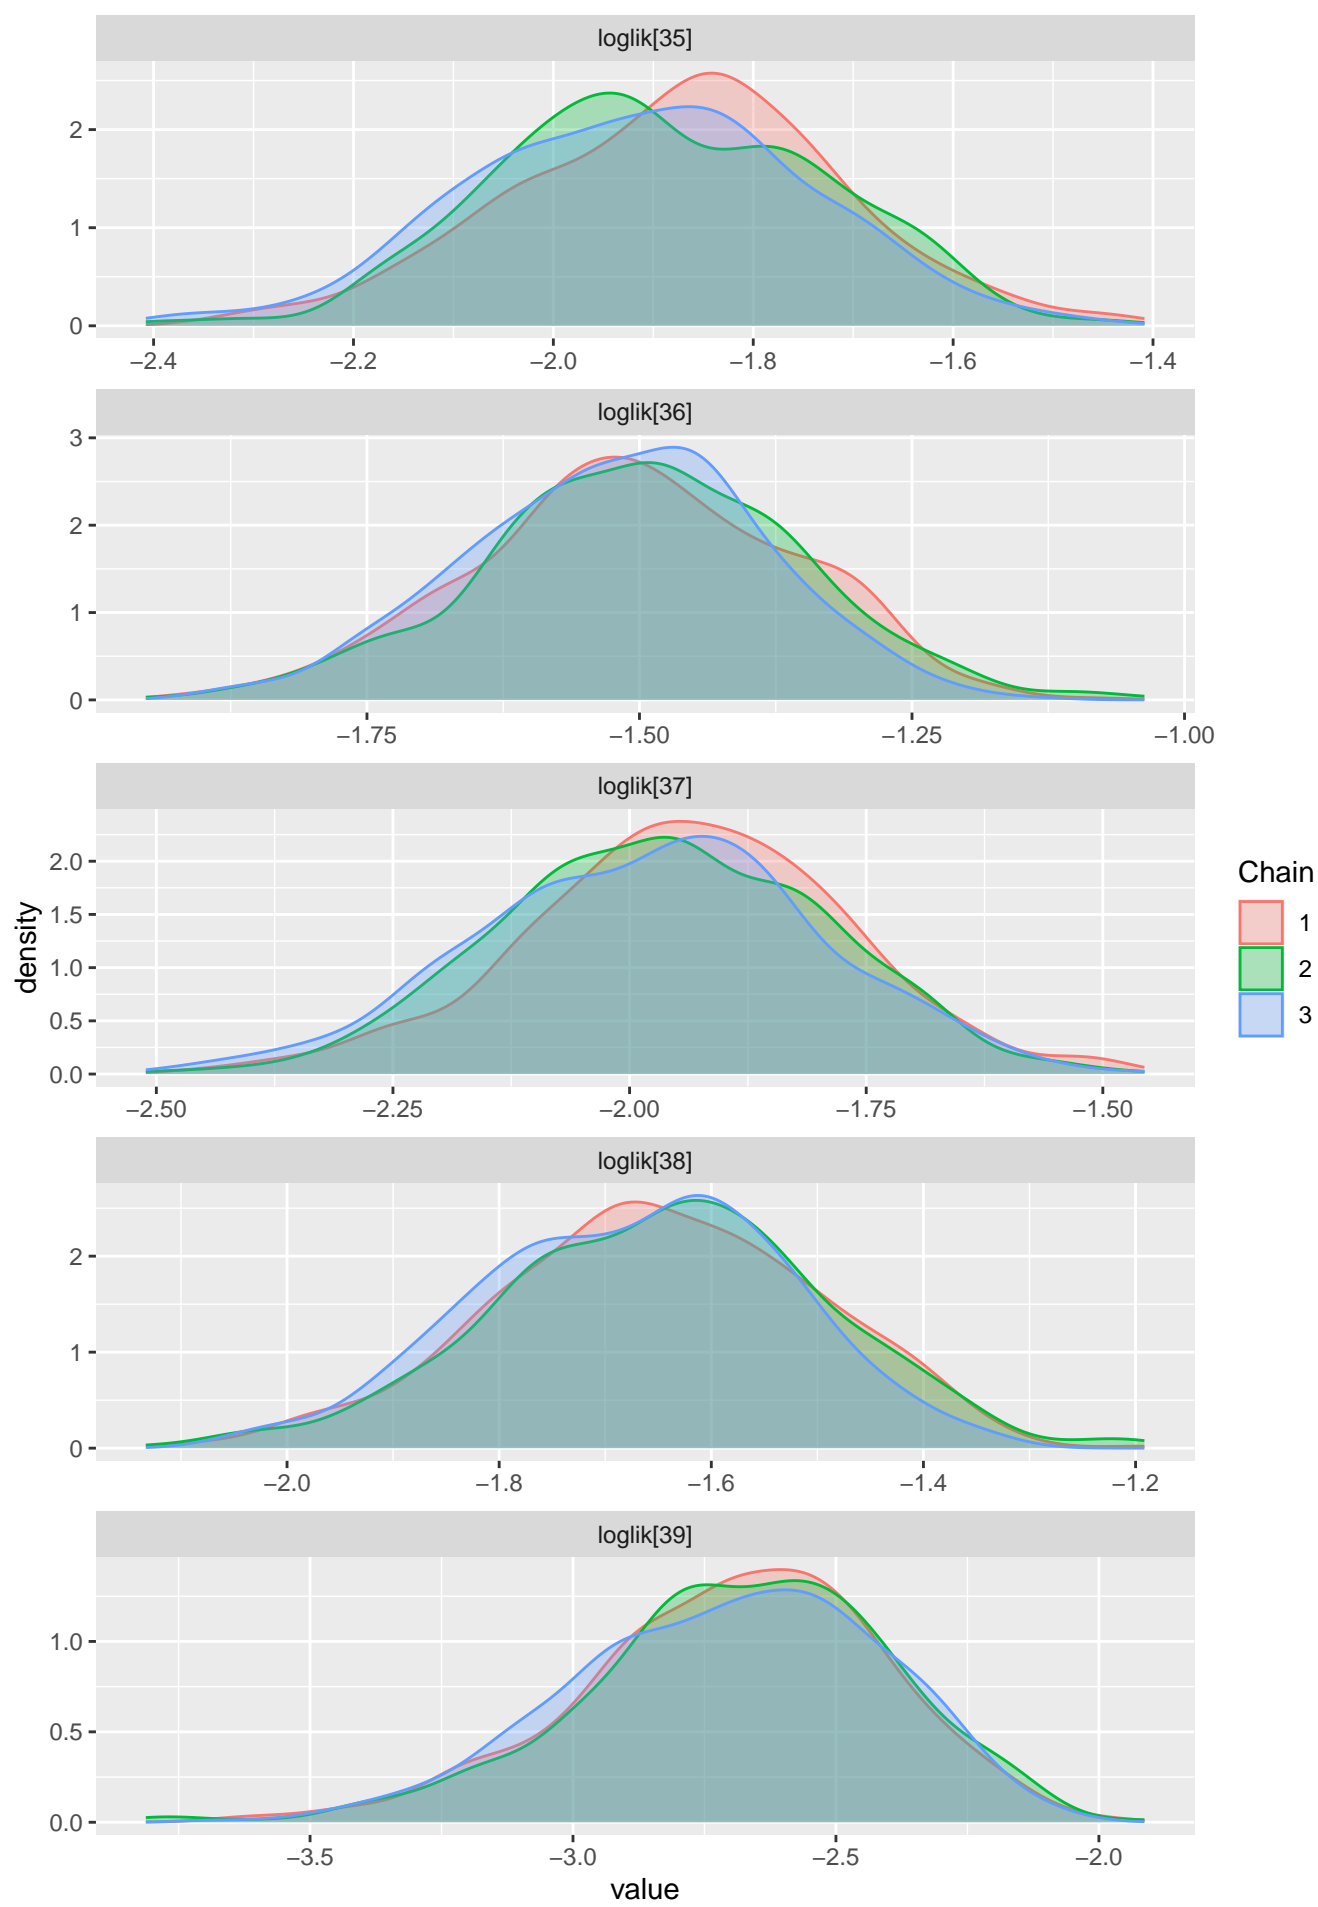 loglik[35]
2
1
0
−2.4 −2.2 −2.0 −1.8 −1.6 −1.4
loglik[36]
3
2
1
0
−1.75 −1.50 −1.25 −1.00
loglik[37]
2.0
1.5
1.0
0.5
0.0
−2.50 −2.25 −2.00 −1.75 −1.50
loglik[38]
2
1
0
−2.0 −1.8 −1.6 −1.4 −1.2
loglik[39]
1.0
0.5
0.0
−3.5 −3.0 −2.5 −2.0
value
density
Chain
1
2
3